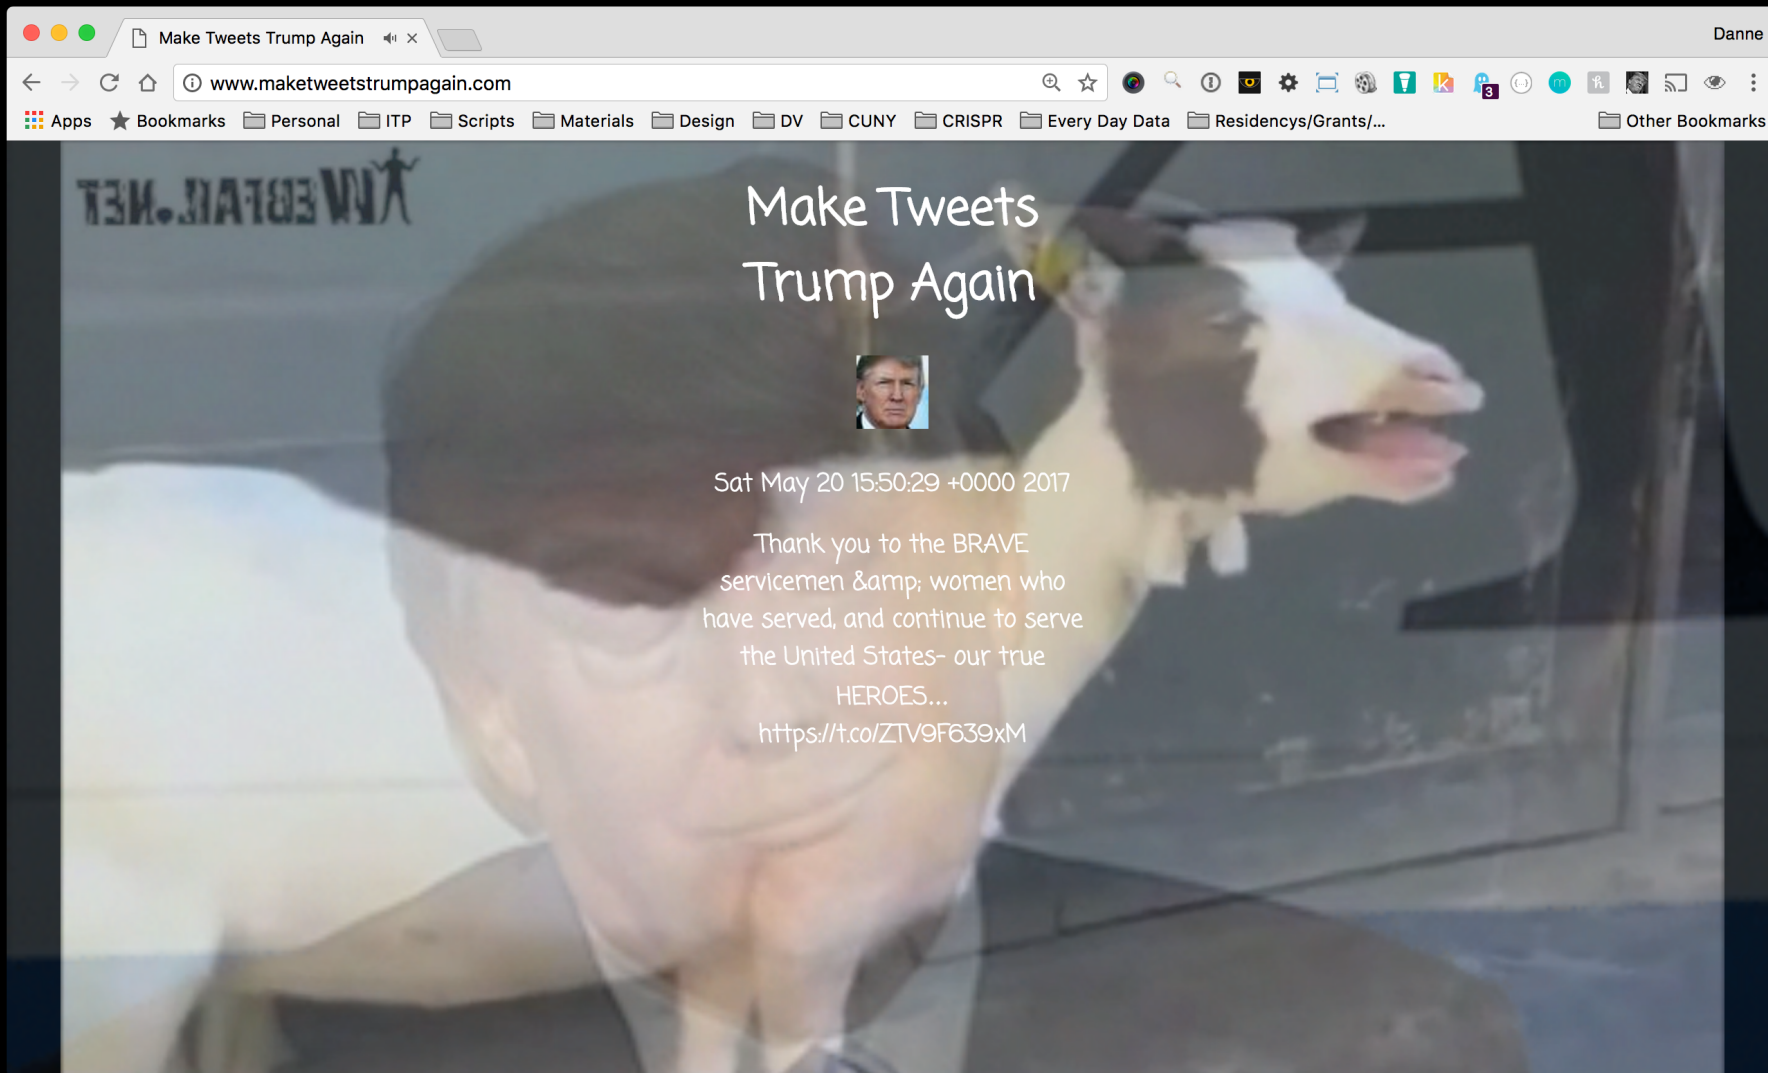 Make Tweets Trump Again
Danne
www.maketweetstrumpagain.com
3
Apps Bookmarks Personal ITP Scripts Materials Design DV CUNY CRISPR Every Day Data Residencys/Grants/... Other Bookmarks
WEBFAIL.NET
Make Tweets
Trump Again
Sat May 20 15:50:29 +0000 2017
Thank you to the BRAVE
servicemen &amp; women who
have served, and continue to serve
the United States- our true
HEROES...
https://t.co/ZTV9F639xM